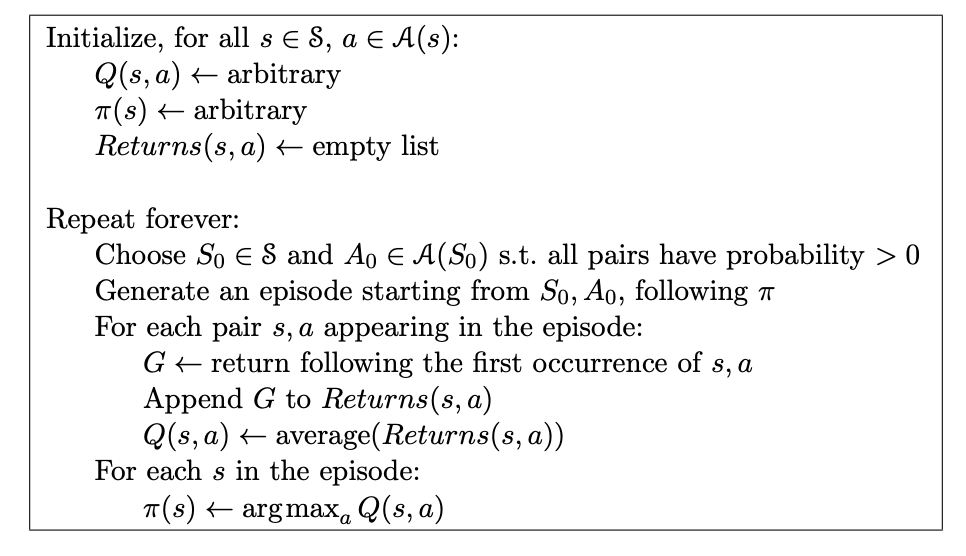 Initialize, for all s ∈ 𝒮, a ∈ 𝒜(s):
Q(s, a) ← arbitrary
π(s) ← arbitrary
Returns(s, a) ← empty list
Repeat forever:
Choose S₀ ∈ 𝒮 and A₀ ∈ 𝒜(S₀) s.t. all pairs have probability > 0
Generate an episode starting from S₀, A₀, following π
For each pair s, a appearing in the episode:
G ← return following the first occurrence of s, a
Append G to Returns(s, a)
Q(s, a) ← average(Returns(s, a))
For each s in the episode:
π(s) ← arg maxₐ Q(s, a)